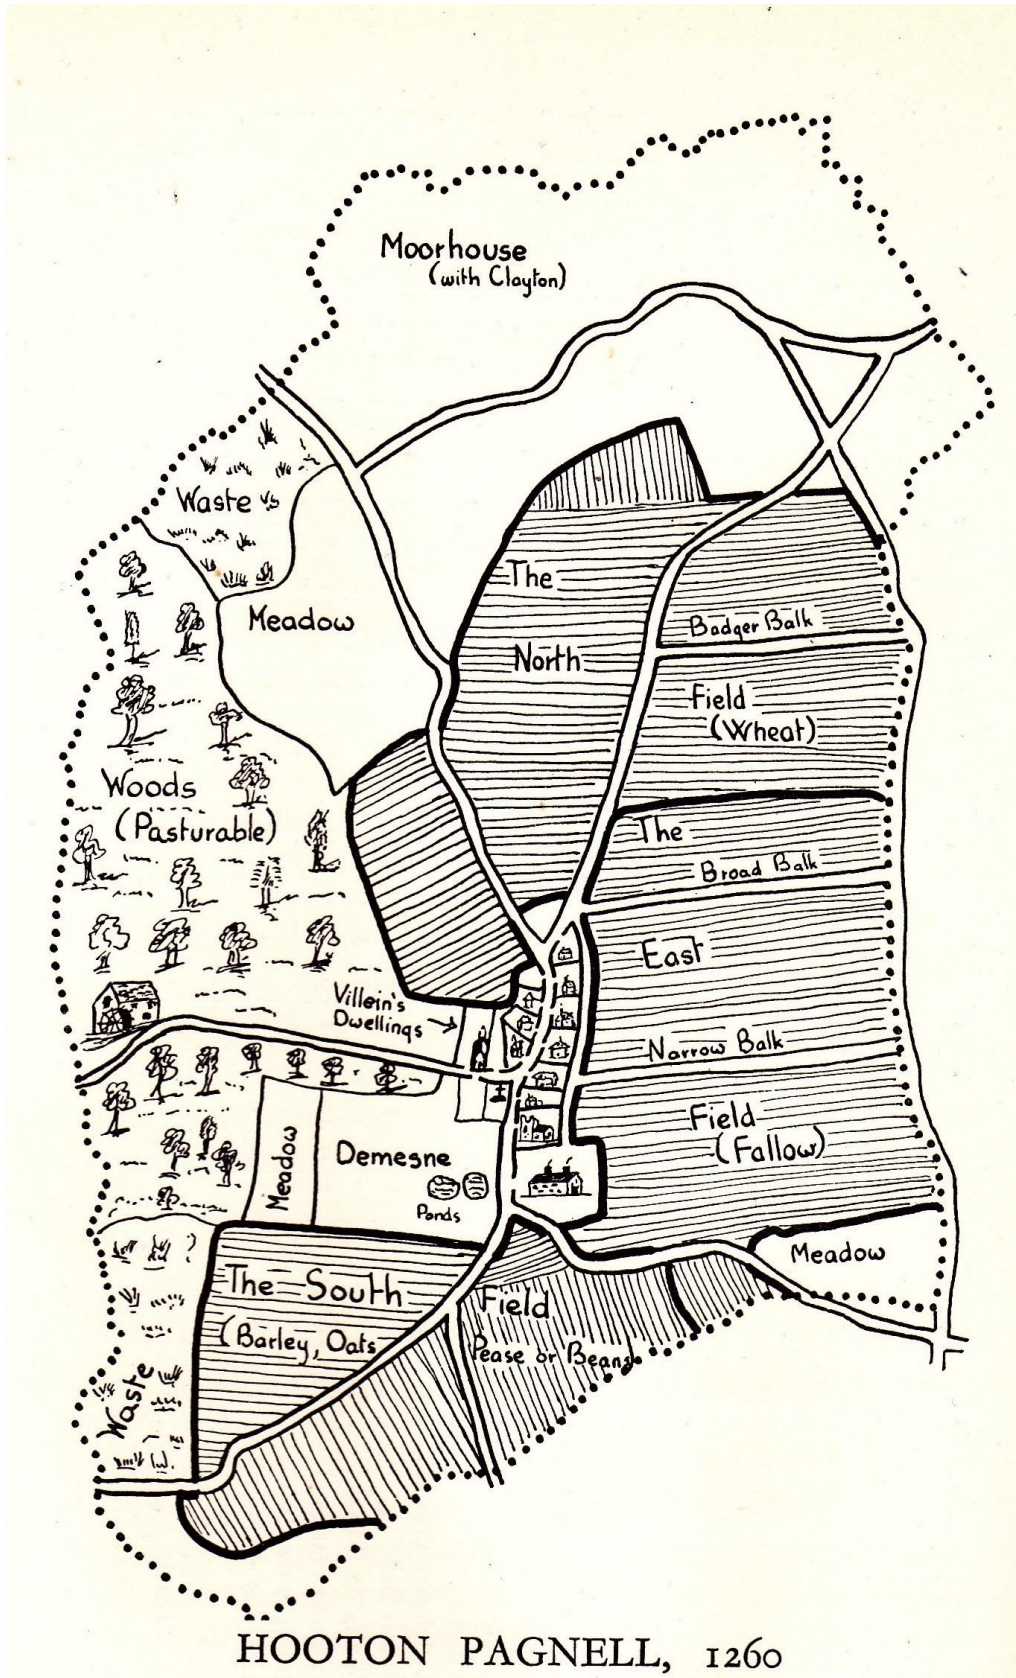 Moorhouse
(with Clayton)
Waste
Meadow
The
North
Badger Balk
Field
(Wheat)
Woods
(Pasturable)
The
Broad Balk
East
Villein's
Dwellings
Narrow Balk
Field
(Fallow)
Meadow
Demesne
Ponds
Meadow
The South
Field
(Barley, Oats
Pease or Beans)
Waste
HOOTON PAGNELL, 1260